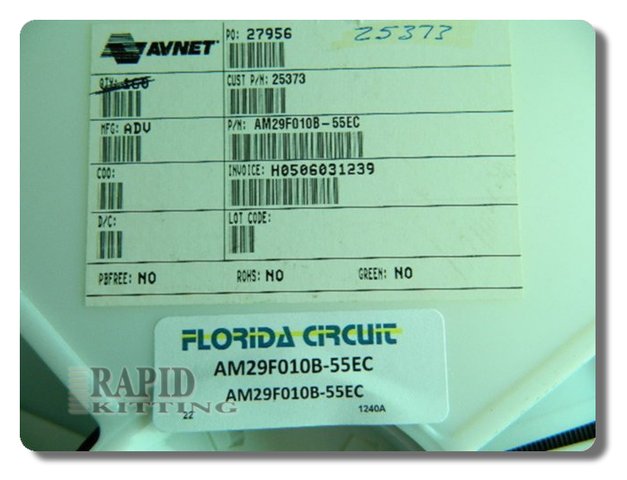 AVNET
PO: 27956
25373
QTY: 166
CUST P/N: 25373
MFG: ADV
P/N: AM29F010B-55EC
COO:
INVOICE: H0506031239
D/C:
LOT CODE:
PBFREE: NO ROHS: NO GREEN: NO
FLORIDA CIRCUIT
AM29F010B-55EC
AM29F010B-55EC
22 1240A
RAPID
KITTING